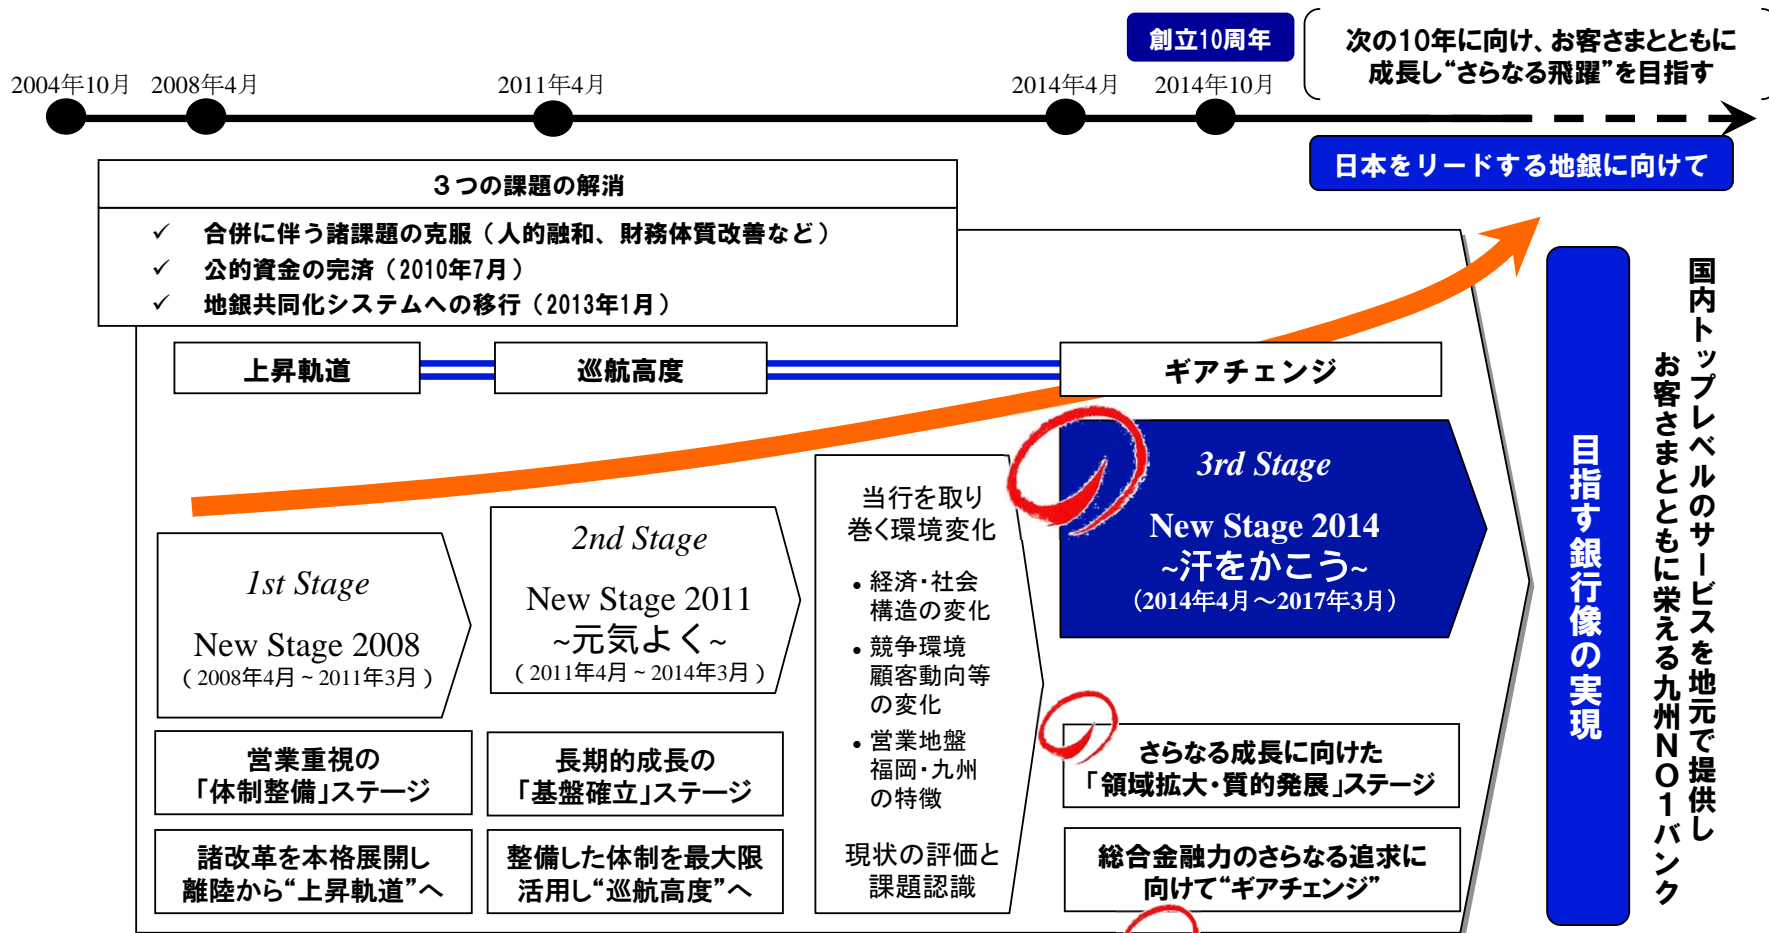 創立10周年
次の10年に向け、お客さまとともに
成長し“さらなる飛躍”を目指す
2004年10月
2008年4月
2011年4月
2014年4月
2014年10月
日本をリードする地銀に向けて
３つの課題の解消
✓ 合併に伴う諸課題の克服（人的融和、財務体質改善など）
✓ 公的資金の完済（2010年7月）
✓ 地銀共同化システムへの移行（2013年1月）
上昇軌道
巡航高度
ギアチェンジ
1st Stage
New Stage 2008
（2008年4月～2011年3月）
営業重視の
「体制整備」ステージ
諸改革を本格展開し
離陸から“上昇軌道”へ
2nd Stage
New Stage 2011
~元気よく~
（2011年4月～2014年3月）
長期的成長の
「基盤確立」ステージ
整備した体制を最大限
活用し“巡航高度”へ
当行を取り
巻く環境変化
• 経済・社会
構造の変化
• 競争環境
顧客動向等
の変化
• 営業地盤
福岡・九州
の特徴
現状の評価と
課題認識
3rd Stage
New Stage 2014
~汗をかこう~
（2014年4月～2017年3月）
さらなる成長に向けた
「領域拡大・質的発展」ステージ
総合金融力のさらなる追求に
向けて“ギアチェンジ”
目指す銀行像の実現
国内トップレベルのサービスを地元で提供し
お客さまとともに栄える九州ＮＯ１バンク